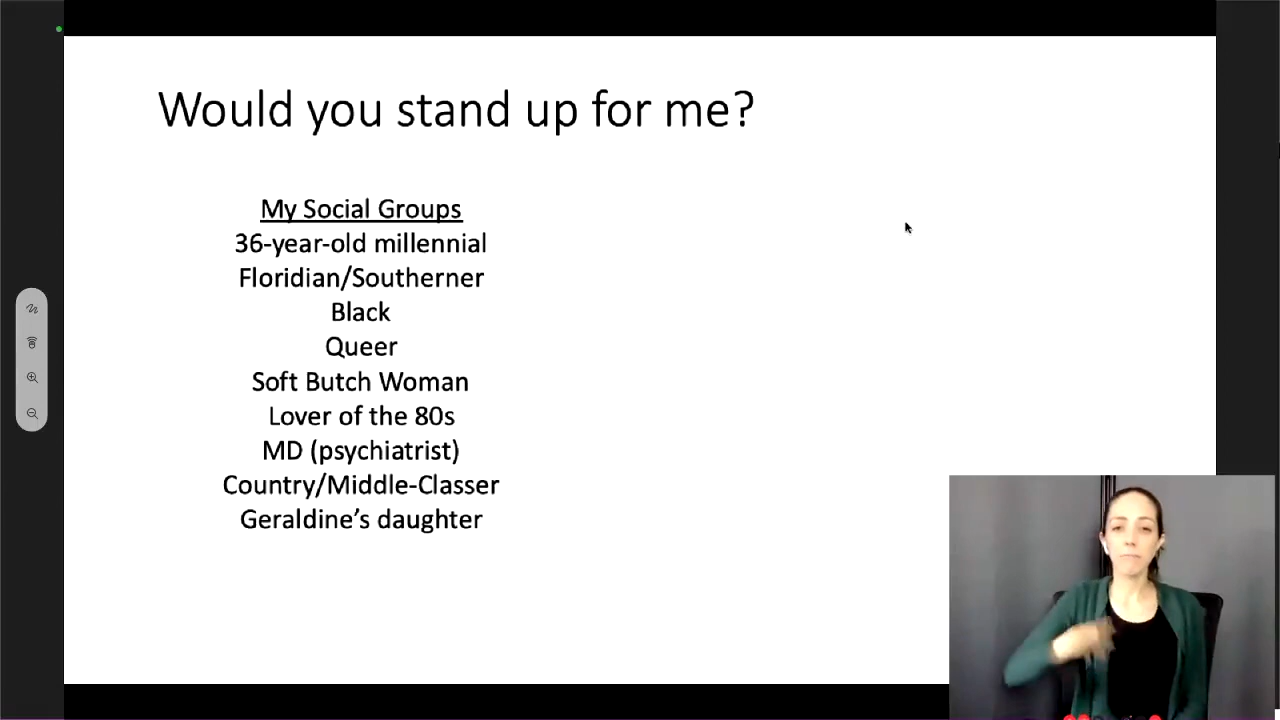 Would you stand up for me?
My Social Groups
36-year-old millennial
Floridian/Southerner
Black
Queer
Soft Butch Woman
Lover of the 80s
MD (psychiatrist)
Country/Middle-Classer
Geraldine’s daughter